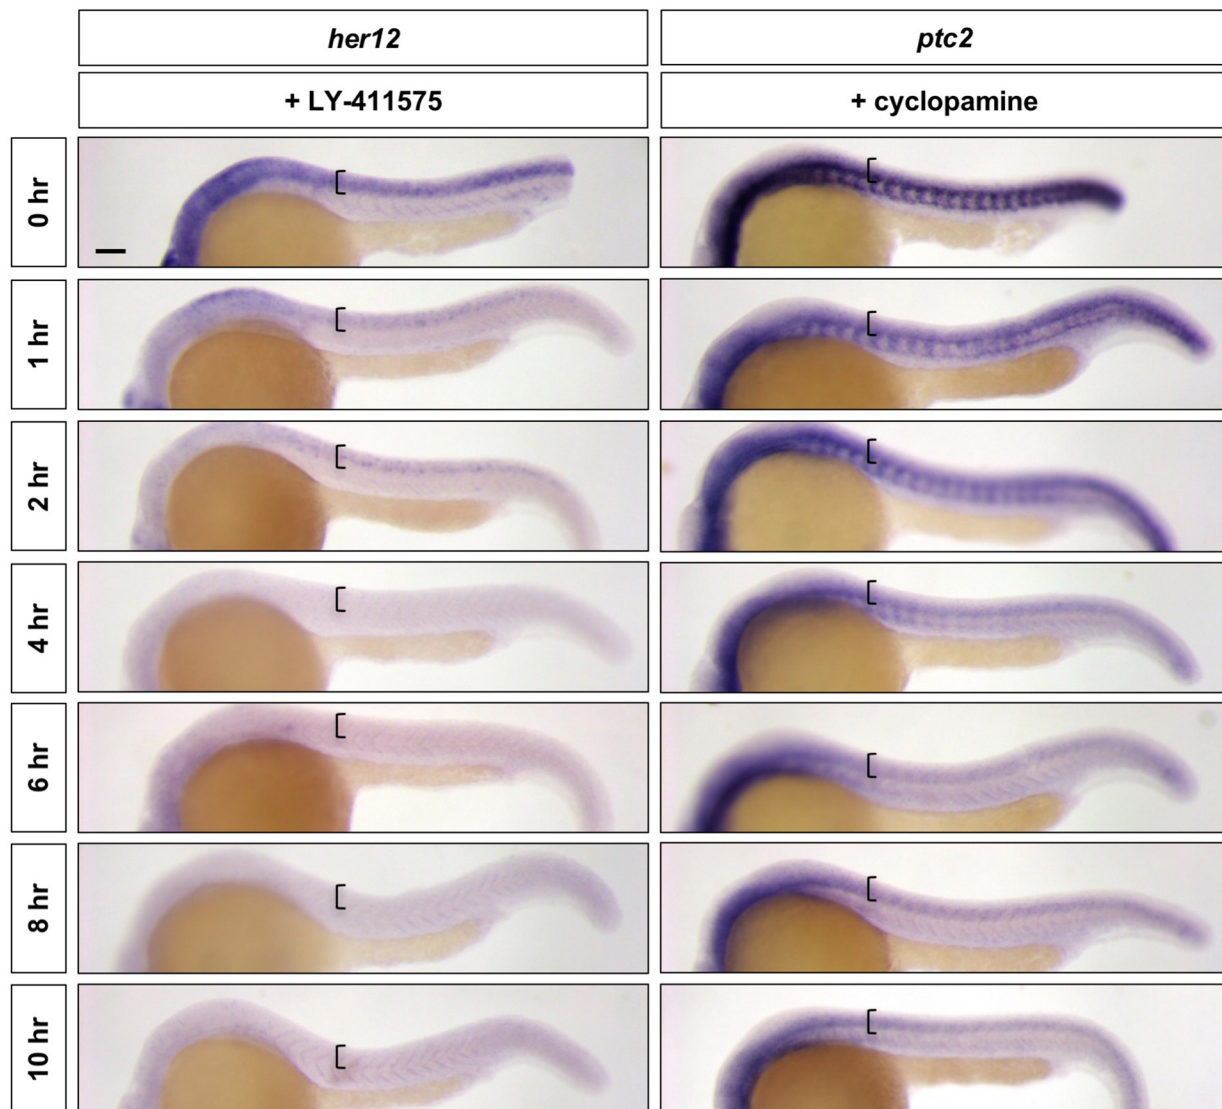 her12 ptc2
+ LY-411575 + cyclopamine
0 hr
1 hr
2 hr
4 hr
6 hr
8 hr
10 hr